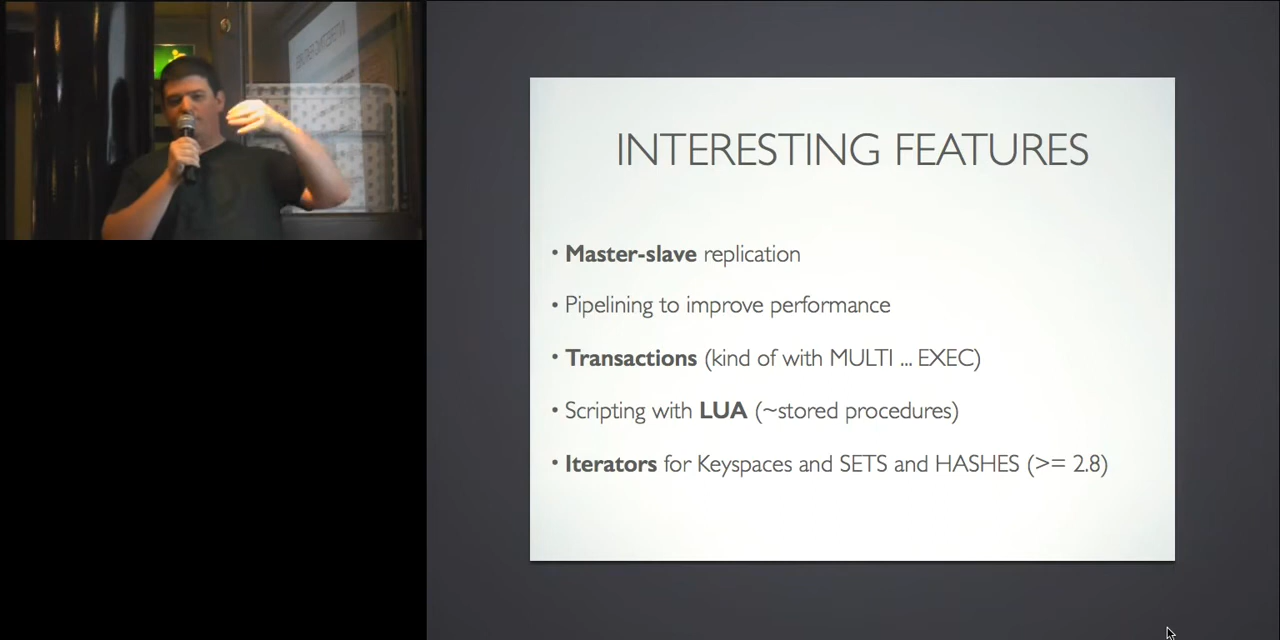 INTERESTING FEATURES
• Master-slave replication
• Pipelining to improve performance
• Transactions (kind of with MULTI ... EXEC)
• Scripting with LUA (~stored procedures)
• Iterators for Keyspaces and SETS and HASHES (>= 2.8)